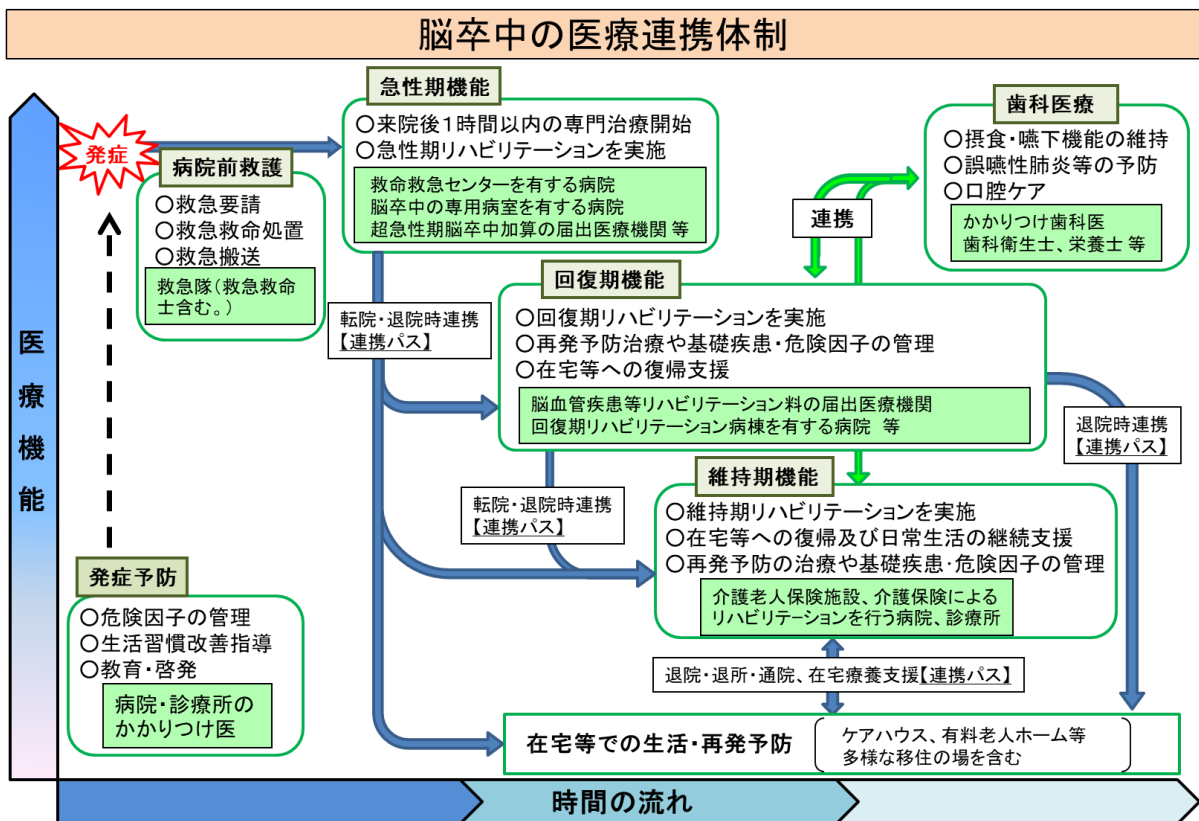 脳卒中の医療連携体制
急性期機能
○来院後1時間以内の専門治療開始
○急性期リハビリテーションを実施
救命救急センターを有する病院
脳卒中の専用病室を有する病院
超急性期脳卒中加算の届出医療機関 等
歯科医療
○摂食・嚥下機能の維持
○誤嚥性肺炎等の予防
○口腔ケア
かかりつけ歯科医
歯科衛生士、栄養士 等
発症
病院前救護
○救急要請
○救急救命処置
○救急搬送
救急隊(救急救命
士含む。)
連携
転院・退院時連携
【連携パス】
回復期機能
○回復期リハビリテーションを実施
○再発予防治療や基礎疾患・危険因子の管理
○在宅等への復帰支援
脳血管疾患等リハビリテーション料の届出医療機関
回復期リハビリテーション病棟を有する病院 等
退院時連携
【連携パス】
転院・退院時連携
【連携パス】
維持期機能
○維持期リハビリテーションを実施
○在宅等への復帰及び日常生活の継続支援
○再発予防の治療や基礎疾患・危険因子の管理
介護老人保険施設、介護保険による
リハビリテーションを行う病院、診療所
発症予防
○危険因子の管理
○生活習慣改善指導
○教育・啓発
病院・診療所の
かかりつけ医
退院・退所・通院、在宅療養支援【連携パス】
在宅等での生活・再発予防
ケアハウス、有料老人ホーム等
多様な移住の場を含む
医療機能
時間の流れ